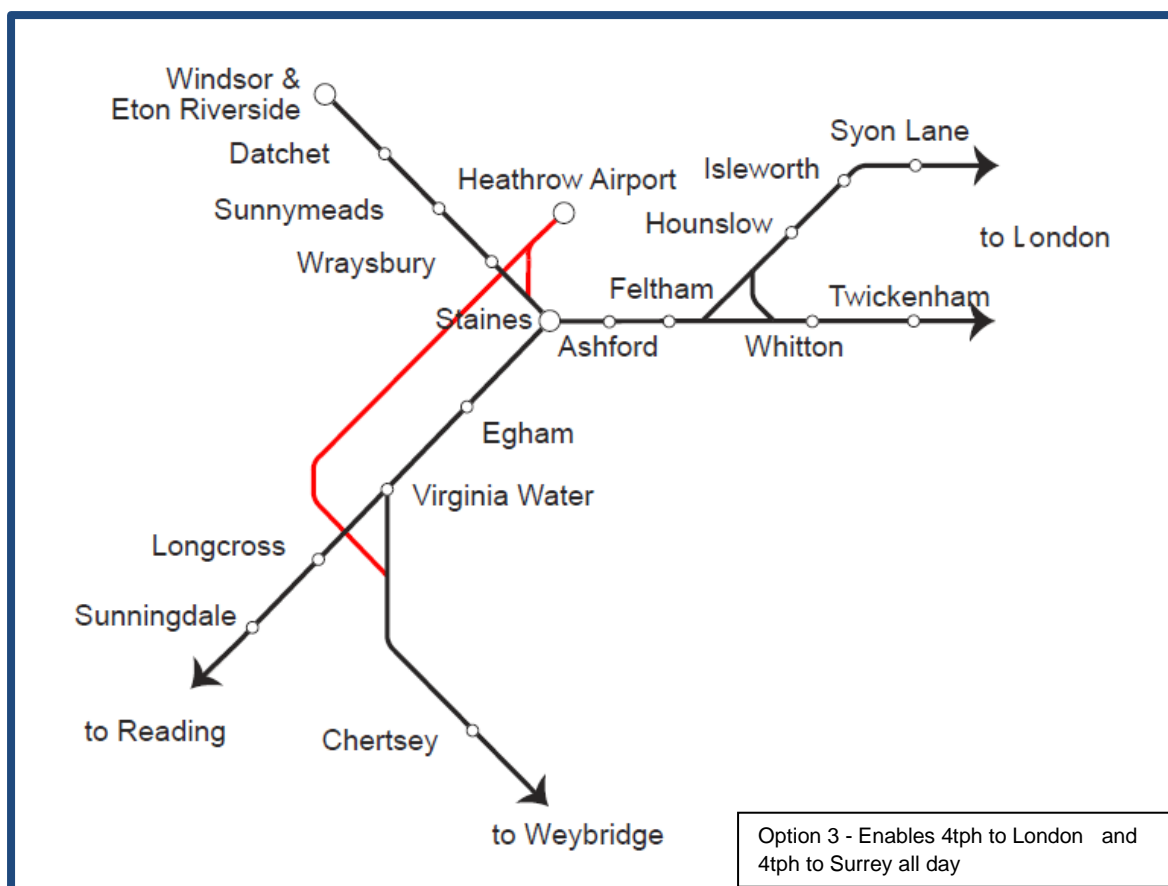 Windsor &
Eton Riverside
Datchet
Sunnymeads
Wraysbury
Heathrow Airport
Syon Lane
Isleworth
Hounslow
to London
Feltham
Twickenham
Staines
Ashford
Whitton
Egham
Virginia Water
Longcross
Sunningdale
to Reading
Chertsey
to Weybridge
Option 3 - Enables 4tph to London and
4tph to Surrey all day